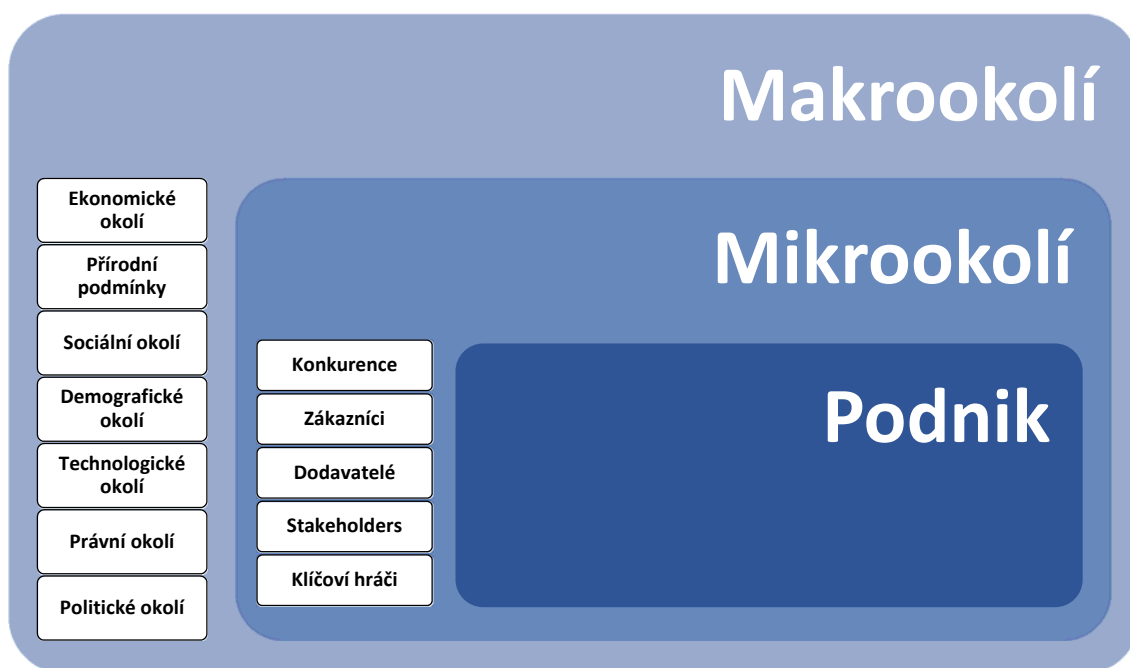 Makrookolí
Ekonomické
okolí
Přírodní
podmínky
Sociální okolí
Demografické
okolí
Technologické
okolí
Právní okolí
Politické okolí
Mikrookolí
Konkurence
Zákazníci
Dodavatelé
Stakeholders
Klíčoví hráči
Podnik